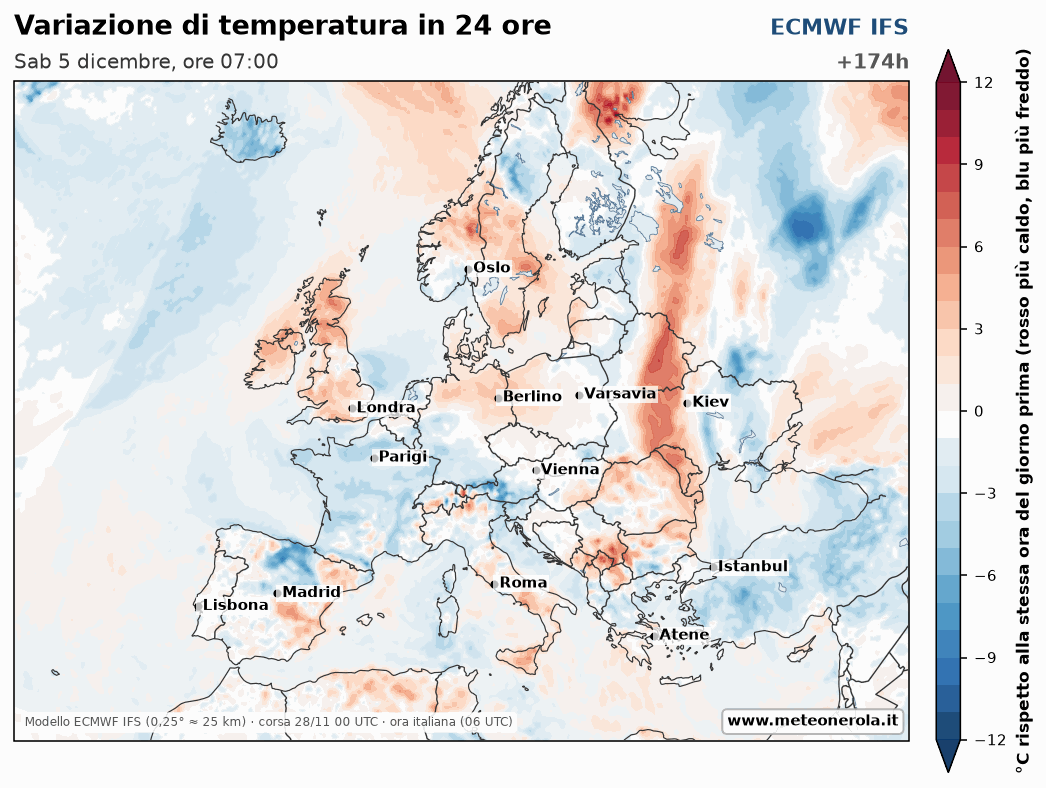 Variazione di temperatura in 24 ore
ECMWF IFS
Sab 5 dicembre, ore 07:00
+174h
Oslo
Londra
Berlino
Varsavia
Kiev
Parigi
Vienna
Istanbul
Roma
Madrid
Lisbona
Atene
Modello ECMWF IFS (0,25° ≈ 25 km) · corsa 28/11 00 UTC · ora italiana (06 UTC)
www.meteonerola.it
12
9
6
3
0
−3
−6
−9
−12
°C rispetto alla stessa ora del giorno prima (rosso più caldo, blu più freddo)